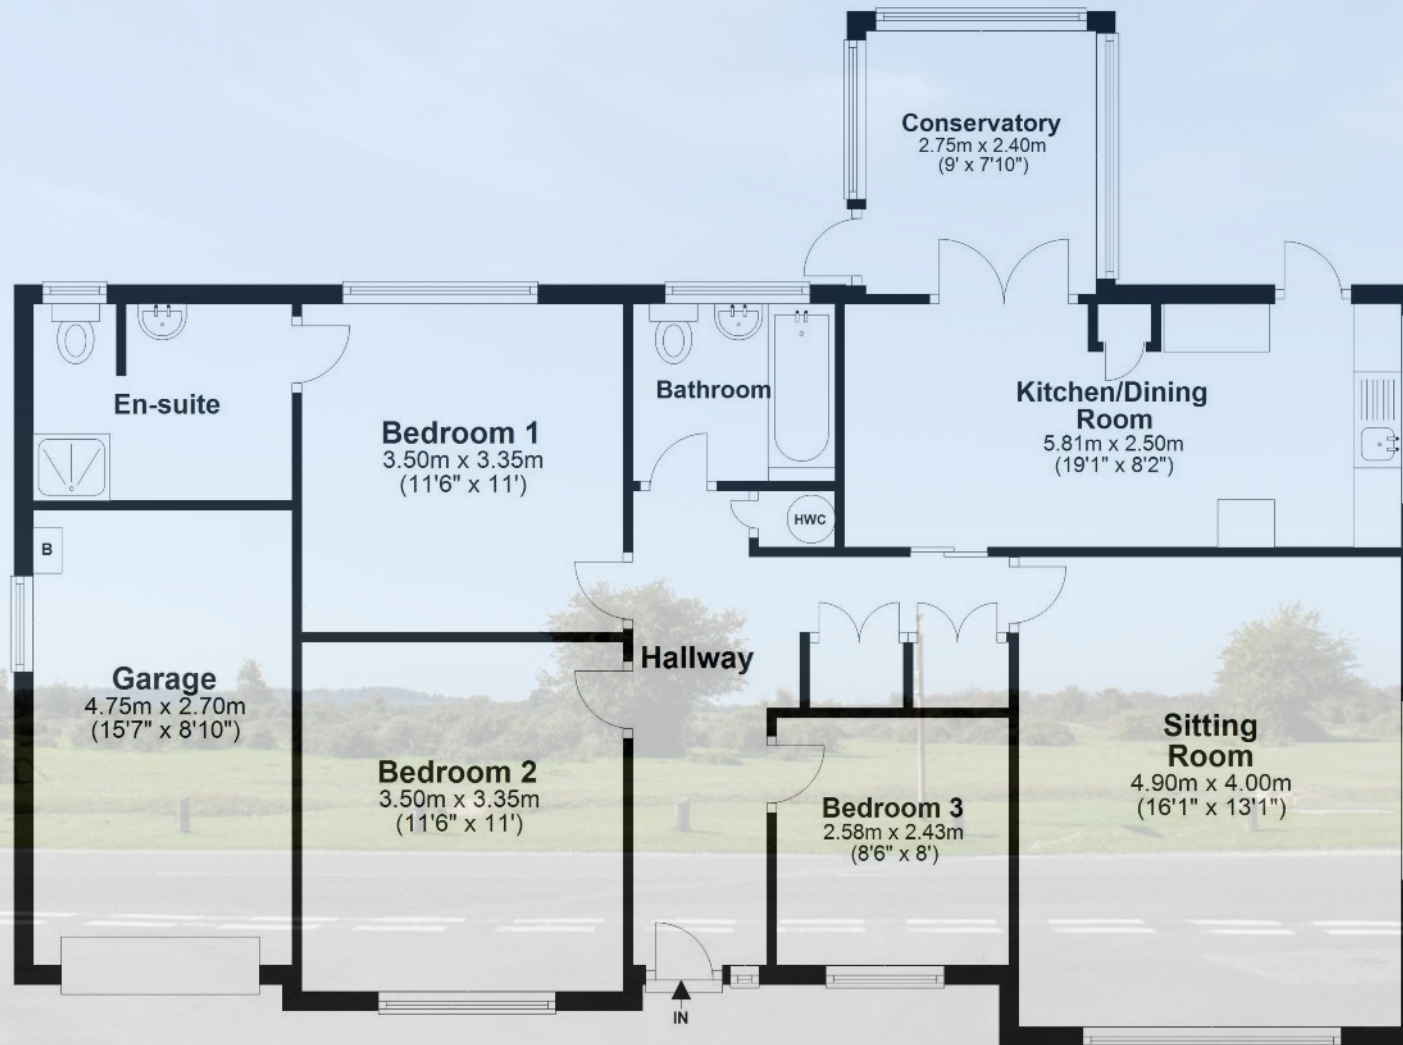 Conservatory
2.75m x 2.40m
(9' x 7'10")
En-suite
Bedroom 1
3.50m x 3.35m
(11'6" x 11')
Bathroom
HWC
Kitchen/Dining
Room
5.81m x 2.50m
(19'1" x 8'2")
B
Garage
4.75m x 2.70m
(15'7" x 8'10")
Hallway
Bedroom 2
3.50m x 3.35m
(11'6" x 11')
Bedroom 3
2.58m x 2.43m
(8'6" x 8')
Sitting
Room
4.90m x 4.00m
(16'1" x 13'1")
IN